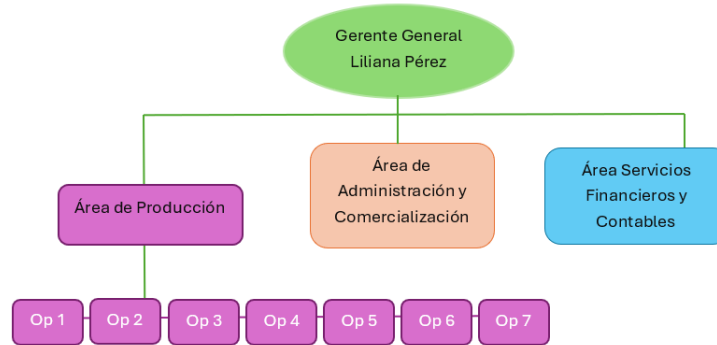 Gerente General
Liliana Pérez
Área de Producción
Área de
Administración y
Comercialización
Área Servicios
Financieros y
Contables
Op 1
Op 2
Op 3
Op 4
Op 5
Op 6
Op 7